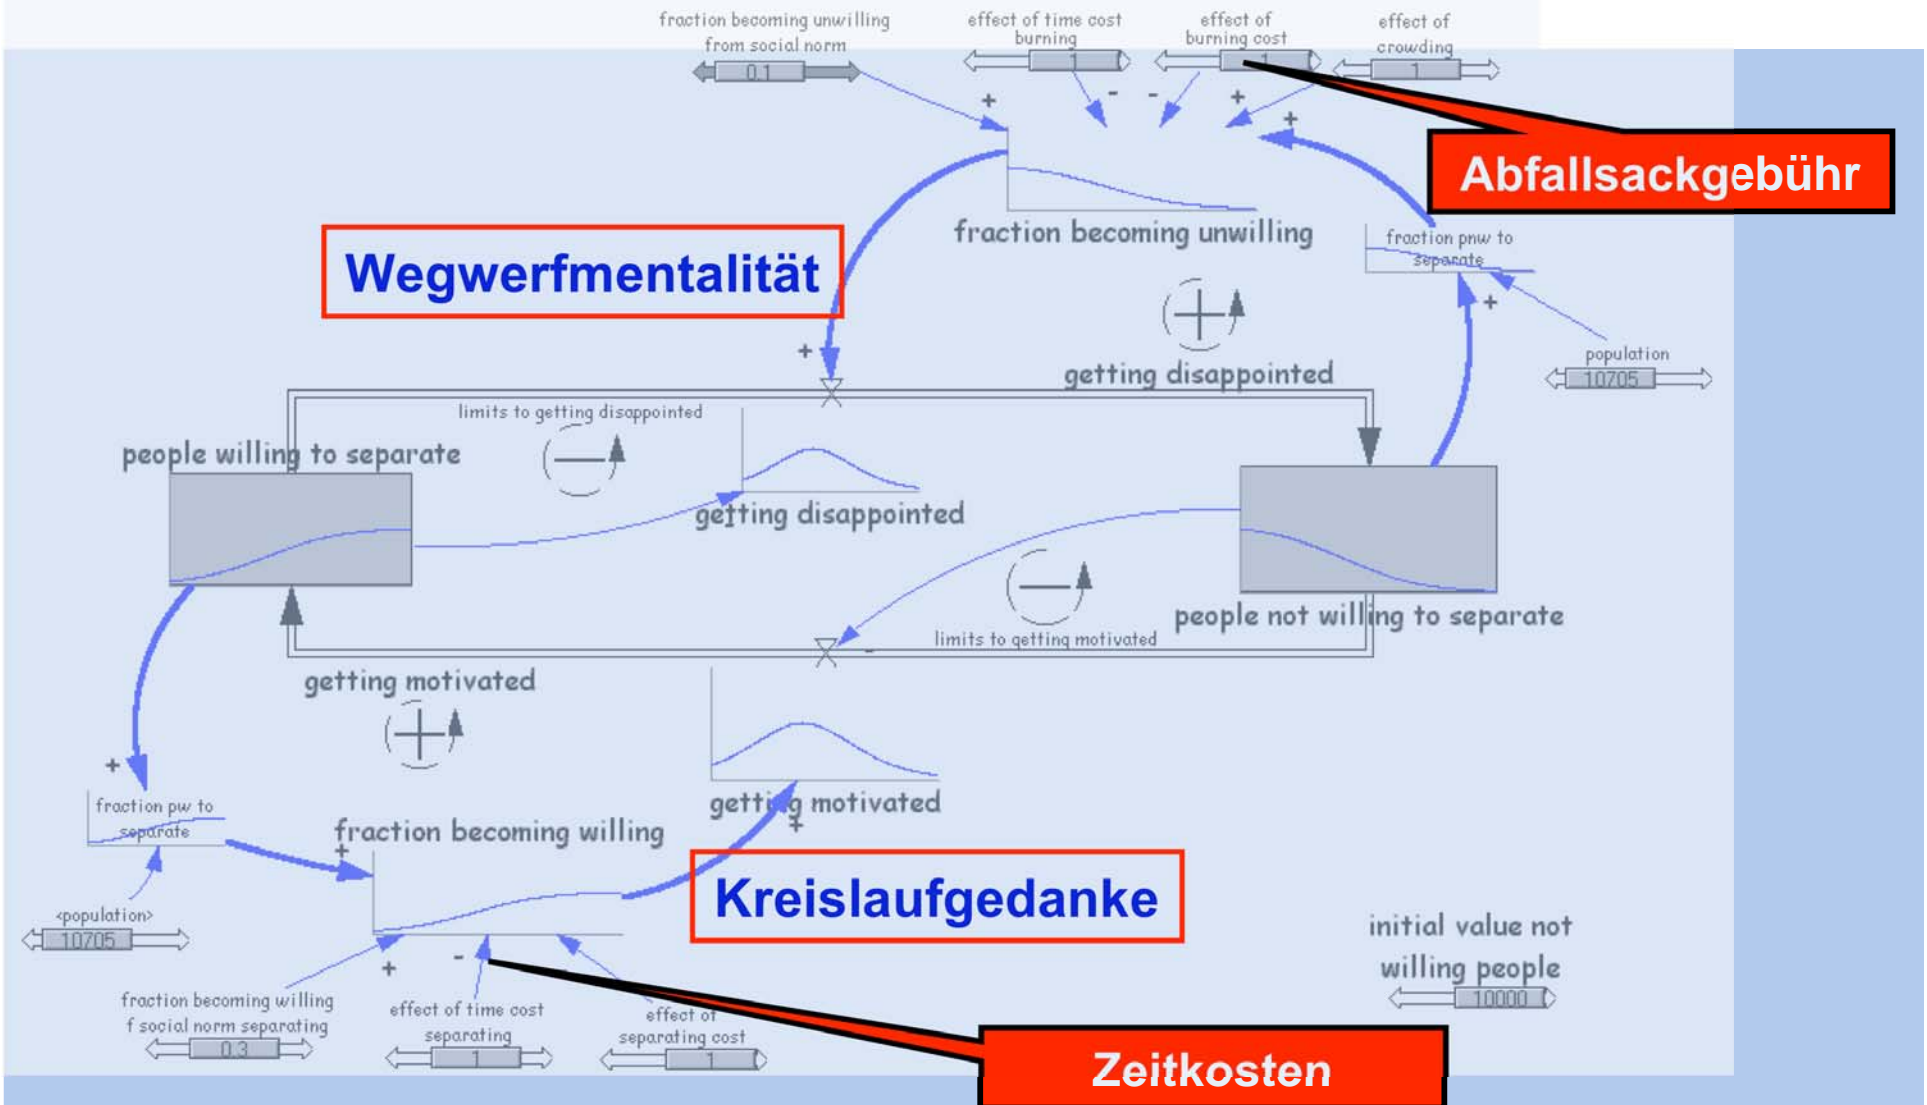 fraction becoming unwilling
from social norm
0.1
effect of time cost
burning
1
effect of
burning cost
1
effect of
crowding
1
+
-
-
+
+
Abfallsackgebühr
fraction becoming unwilling
fraction pnw to
separate
+
Wegwerfmentalität
+
population
10705
getting disappointed
limits to getting disappointed
people willing to separate
getting disappointed
people not willing to separate
limits to getting motivated
-
getting motivated
+
fraction pw to
separate
getting motivated
+
fraction becoming willing
+
Kreislaufgedanke
<population>
10705
+
-
initial value not
willing people
10000
fraction becoming willing
f social norm separating
0.3
effect of time cost
separating
1
effect of
separating cost
1
Zeitkosten